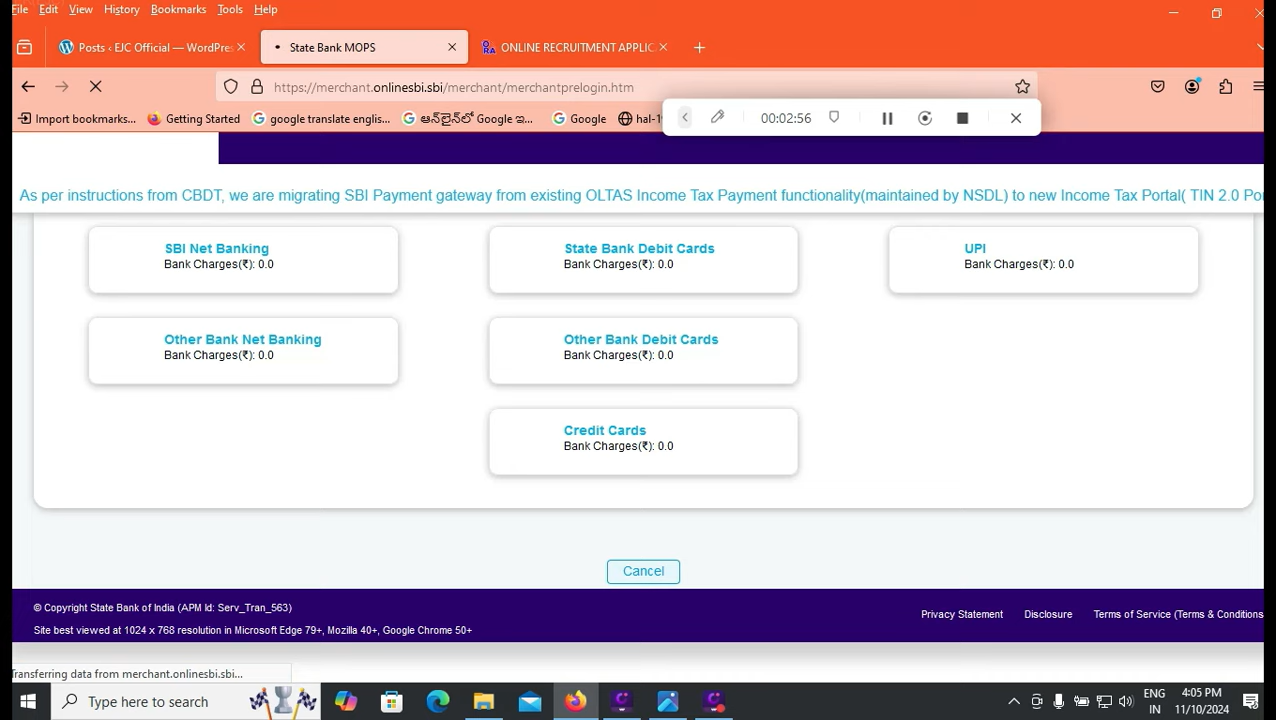 File Edit View History Bookmarks Tools Help
Posts ‹ EJC Official — WordPre
State Bank MOPS
ONLINE RECRUITMENT APPLIC
https://merchant.onlinesbi.sbi/merchant/merchantprelogin.htm
Import bookmarks... Getting Started google translate englis... ఆన్‌లైన్‌లో Google ఇ... Google hal-1
00:02:56
As per instructions from CBDT, we are migrating SBI Payment gateway from existing OLTAS Income Tax Payment functionality(maintained by NSDL) to new Income Tax Portal( TIN 2.0 Po
SBI Net Banking
Bank Charges(₹): 0.0
State Bank Debit Cards
Bank Charges(₹): 0.0
UPI
Bank Charges(₹): 0.0
Other Bank Net Banking
Bank Charges(₹): 0.0
Other Bank Debit Cards
Bank Charges(₹): 0.0
Credit Cards
Bank Charges(₹): 0.0
Cancel
© Copyright State Bank of India (APM Id: Serv_Tran_563)
Privacy Statement Disclosure Terms of Service (Terms & Conditions
Site best viewed at 1024 x 768 resolution in Microsoft Edge 79+, Mozilla 40+, Google Chrome 50+
Transferring data from merchant.onlinesbi.sbi...
Type here to search
ENG
IN
4:05 PM
11/10/2024